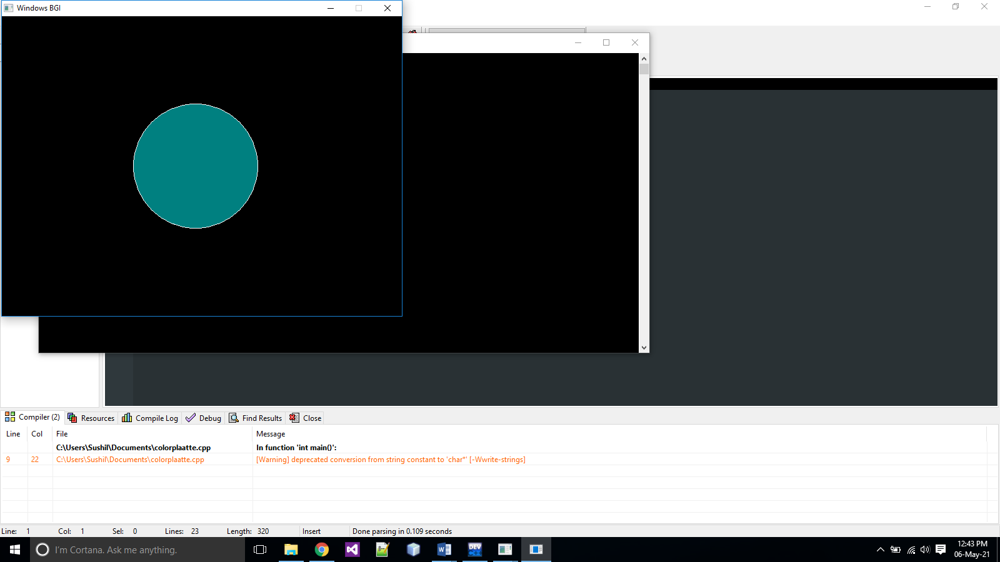 Windows BGI
Compiler (2) Resources Compile Log Debug Find Results Close
Line Col File Message
C:\Users\Sushil\Documents\colorplaatte.cpp In function 'int main()':
9 22 C:\Users\Sushil\Documents\colorplaatte.cpp [Warning] deprecated conversion from string constant to 'char*' [-Wwrite-strings]
Line: 1 Col: 1 Sel: 0 Lines: 23 Length: 320 Insert Done parsing in 0.109 seconds
I'm Cortana. Ask me anything.
DEV
12:43 PM
06-May-21